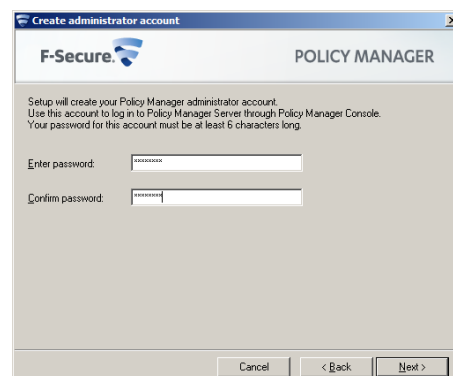 Create administrator account
F-Secure.
POLICY MANAGER
Setup will create your Policy Manager administrator account.
Use this account to log in to Policy Manager Server through Policy Manager Console.
Your password for this account must be at least 6 characters long.
Enter password: xxxxxxxx
Confirm password: xxxxxxxx
Cancel < Back Next >